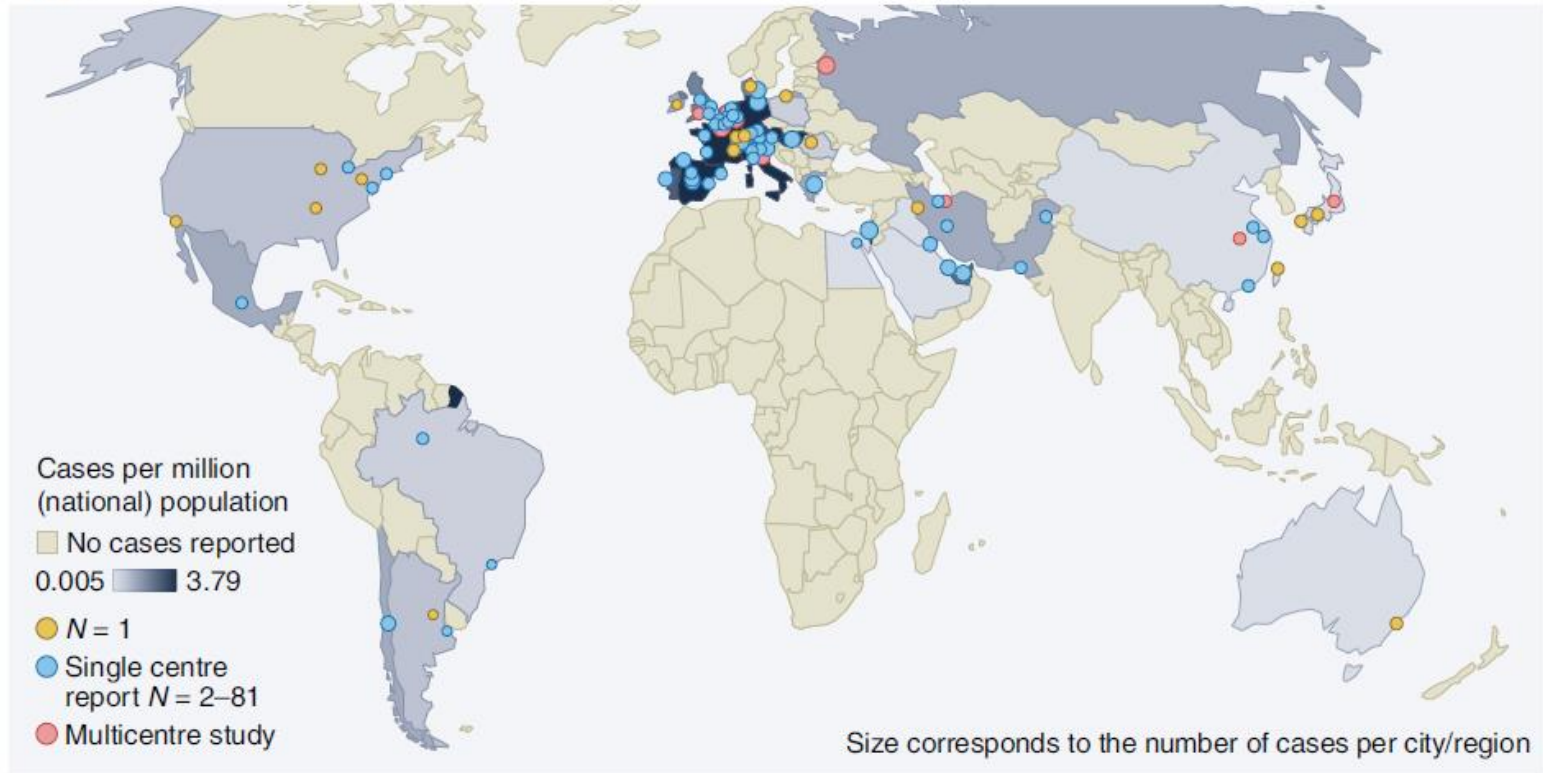 Cases per million
(national) population
No cases reported
0.005 3.79
N = 1
Single centre
report N = 2–81
Multicentre study
Size corresponds to the number of cases per city/region